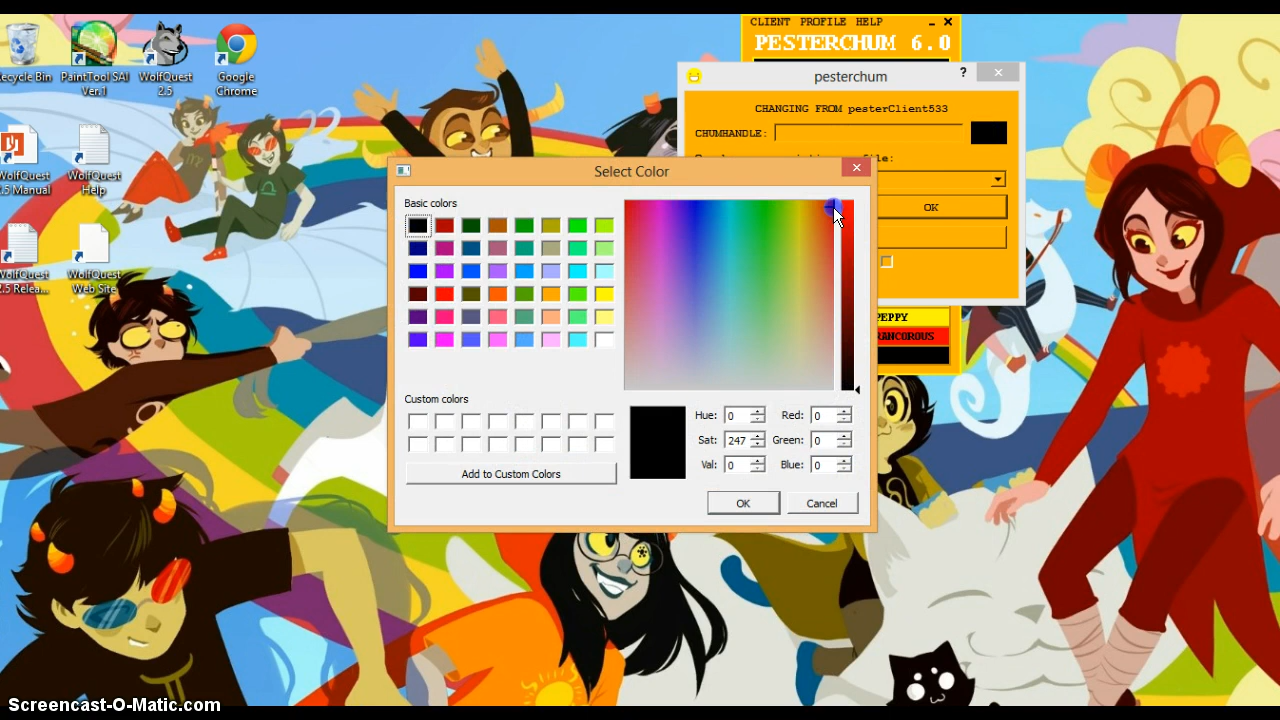 CLIENT PROFILE HELP
PESTERCHUM 6.0
pesterchum
?
CHANGING FROM pesterClient533
CHUMHANDLE:
OK
PEPPY
RANCOROUS
Recycle Bin
PaintTool SAI
Ver.1
WolfQuest
2.5
Google
Chrome
2.5 Manual
WolfQuest
Help
WolfQuest
2.5 Relea...
WolfQuest
Web Site
Select Color
Basic colors
Custom colors
Add to Custom Colors
Hue: 0 Red: 0
Sat: 247 Green: 0
Val: 0 Blue: 0
OK Cancel
Screencast-O-Matic.com